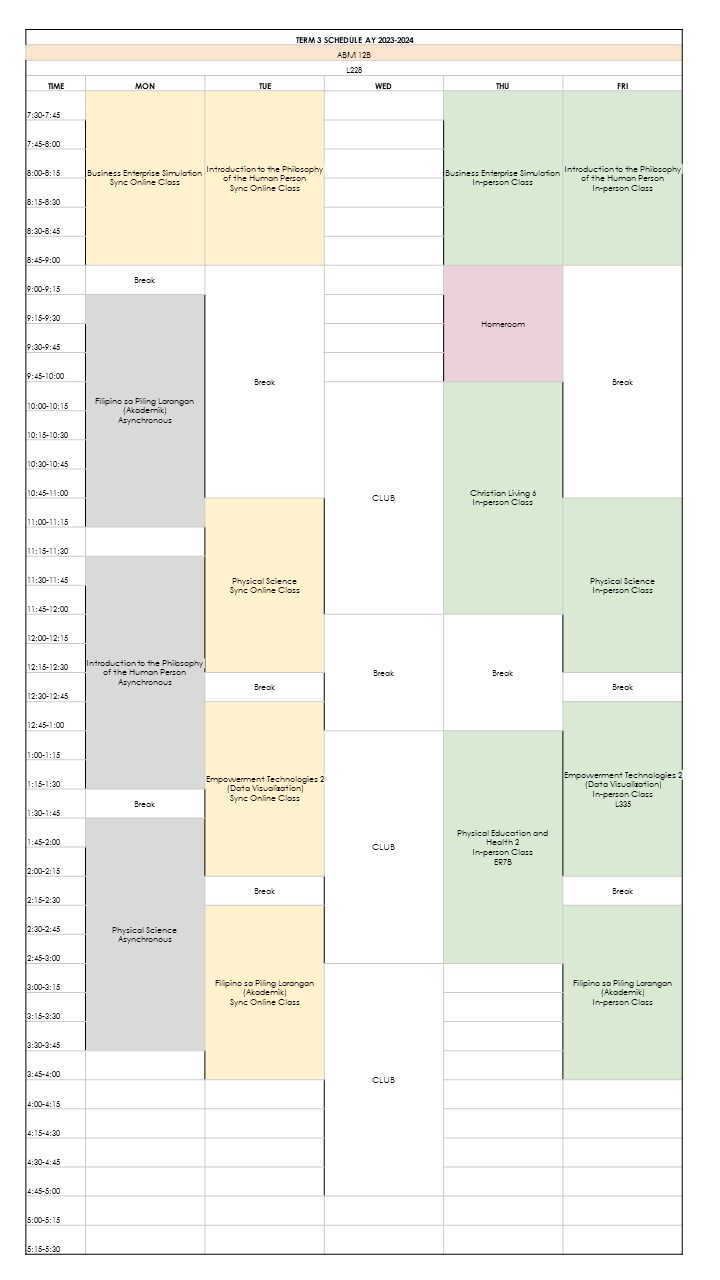 TERM 3 SCHEDULE AY 2023-2024
ABM 12B
L228
TIME MON TUE WED THU FRI
7:30-7:45
7:45-8:00
8:00-8:15
8:15-8:30
8:30-8:45
8:45-9:00
9:00-9:15
9:15-9:30
9:30-9:45
9:45-10:00
10:00-10:15
10:15-10:30
10:30-10:45
10:45-11:00
11:00-11:15
11:15-11:30
11:30-11:45
11:45-12:00
12:00-12:15
12:15-12:30
12:30-12:45
12:45-1:00
1:00-1:15
1:15-1:30
1:30-1:45
1:45-2:00
2:00-2:15
2:15-2:30
2:30-2:45
2:45-3:00
3:00-3:15
3:15-3:30
3:30-3:45
3:45-4:00
4:00-4:15
4:15-4:30
4:30-4:45
4:45-5:00
5:00-5:15
5:15-5:30
Business Enterprise Simulation
Sync Online Class
Break
Filipino sa Piling Larangan
(Akademik)
Asynchronous
Introduction to the Philosophy
of the Human Person
Asynchronous
Break
Physical Science
Asynchronous
Introduction to the Philosophy
of the Human Person
Sync Online Class
Break
Physical Science
Sync Online Class
Break
Empowerment Technologies 2
(Data Visualization)
Sync Online Class
Break
Filipino sa Piling Larangan
(Akademik)
Sync Online Class
CLUB
Break
CLUB
CLUB
Business Enterprise Simulation
In-person Class
Homeroom
Christian Living 6
In-person Class
Break
Physical Education and
Health 2
In-person Class
ER7B
Introduction to the Philosophy
of the Human Person
In-person Class
Break
Physical Science
In-person Class
Break
Empowerment Technologies 2
(Data Visualization)
In-person Class
L335
Break
Filipino sa Piling Larangan
(Akademik)
In-person Class